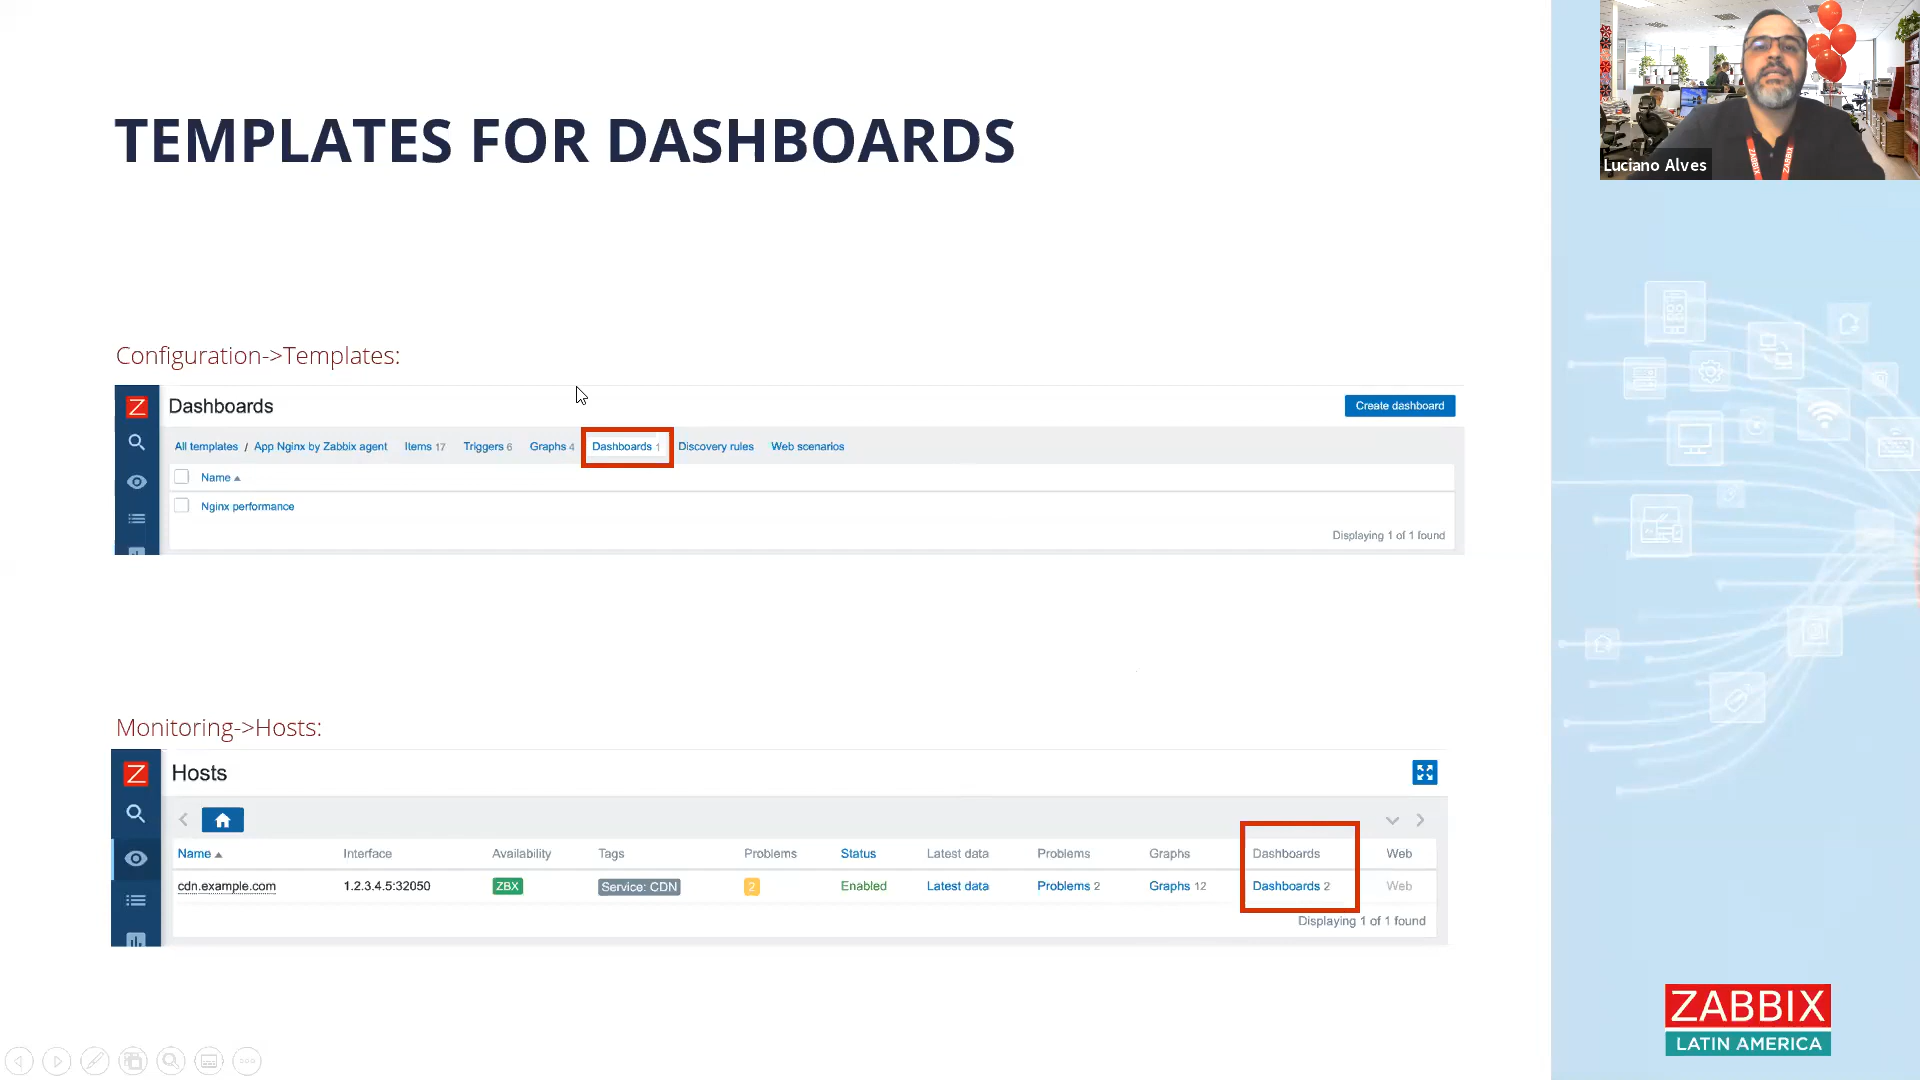 TEMPLATES FOR DASHBOARDS
Luciano Alves
ZABBIX ZABBIX
Configuration->Templates:
Z Dashboards Create dashboard
All templates / App Nginx by Zabbix agent Items 17 Triggers 6 Graphs 4 Dashboards 1 Discovery rules Web scenarios
Name
Nginx performance
Displaying 1 of 1 found
Monitoring->Hosts:
Z Hosts
Name Interface Availability Tags Problems Status Latest data Problems Graphs Dashboards Web
cdn.example.com 1.2.3.4.5:32050 ZBX Service: CDN 2 Enabled Latest data Problems 2 Graphs 12 Dashboards 2 Web
Displaying 1 of 1 found
ZABBIX
LATIN AMERICA